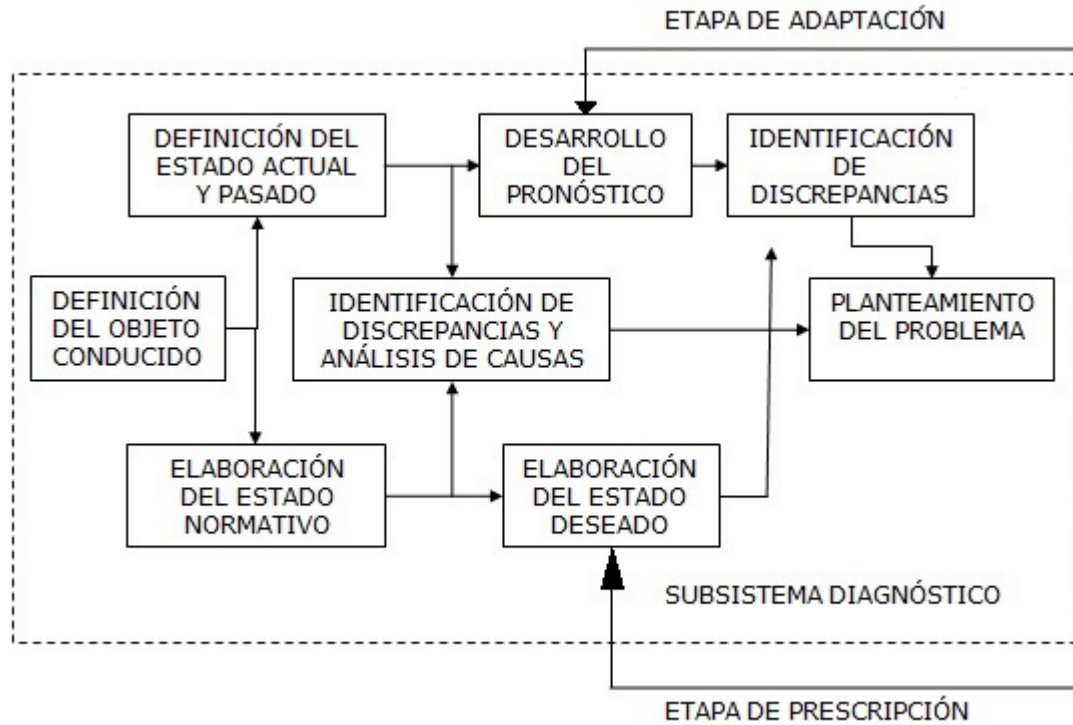 ETAPA DE ADAPTACIÓN
DEFINICIÓN DEL
ESTADO ACTUAL
Y PASADO
DESARROLLO
DEL
PRONÓSTICO
IDENTIFICACIÓN
DE
DISCREPANCIAS
DEFINICIÓN
DEL OBJETO
CONDUCIDO
IDENTIFICACIÓN DE
DISCREPANCIAS Y
ANÁLISIS DE CAUSAS
PLANTEAMIENTO
DEL PROBLEMA
ELABORACIÓN
DEL ESTADO
NORMATIVO
ELABORACIÓN
DEL ESTADO
DESEADO
SUBSISTEMA DIAGNÓSTICO
ETAPA DE PRESCRIPCIÓN